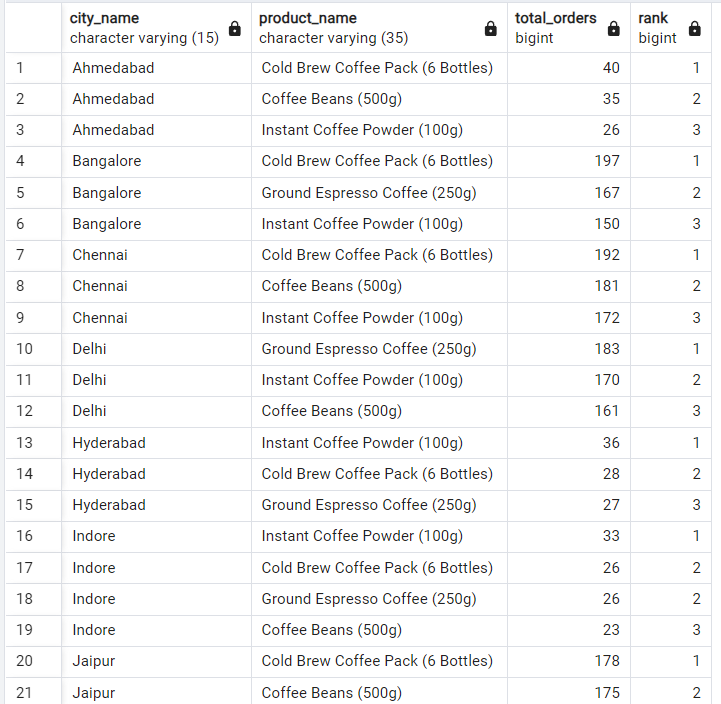 city_name product_name total_orders rank
character varying (15) character varying (35) bigint bigint
1 Ahmedabad Cold Brew Coffee Pack (6 Bottles) 40 1
2 Ahmedabad Coffee Beans (500g) 35 2
3 Ahmedabad Instant Coffee Powder (100g) 26 3
4 Bangalore Cold Brew Coffee Pack (6 Bottles) 197 1
5 Bangalore Ground Espresso Coffee (250g) 167 2
6 Bangalore Instant Coffee Powder (100g) 150 3
7 Chennai Cold Brew Coffee Pack (6 Bottles) 192 1
8 Chennai Coffee Beans (500g) 181 2
9 Chennai Instant Coffee Powder (100g) 172 3
10 Delhi Ground Espresso Coffee (250g) 183 1
11 Delhi Instant Coffee Powder (100g) 170 2
12 Delhi Coffee Beans (500g) 161 3
13 Hyderabad Instant Coffee Powder (100g) 36 1
14 Hyderabad Cold Brew Coffee Pack (6 Bottles) 28 2
15 Hyderabad Ground Espresso Coffee (250g) 27 3
16 Indore Instant Coffee Powder (100g) 33 1
17 Indore Cold Brew Coffee Pack (6 Bottles) 26 2
18 Indore Ground Espresso Coffee (250g) 26 2
19 Indore Coffee Beans (500g) 23 3
20 Jaipur Cold Brew Coffee Pack (6 Bottles) 178 1
21 Jaipur Coffee Beans (500g) 175 2